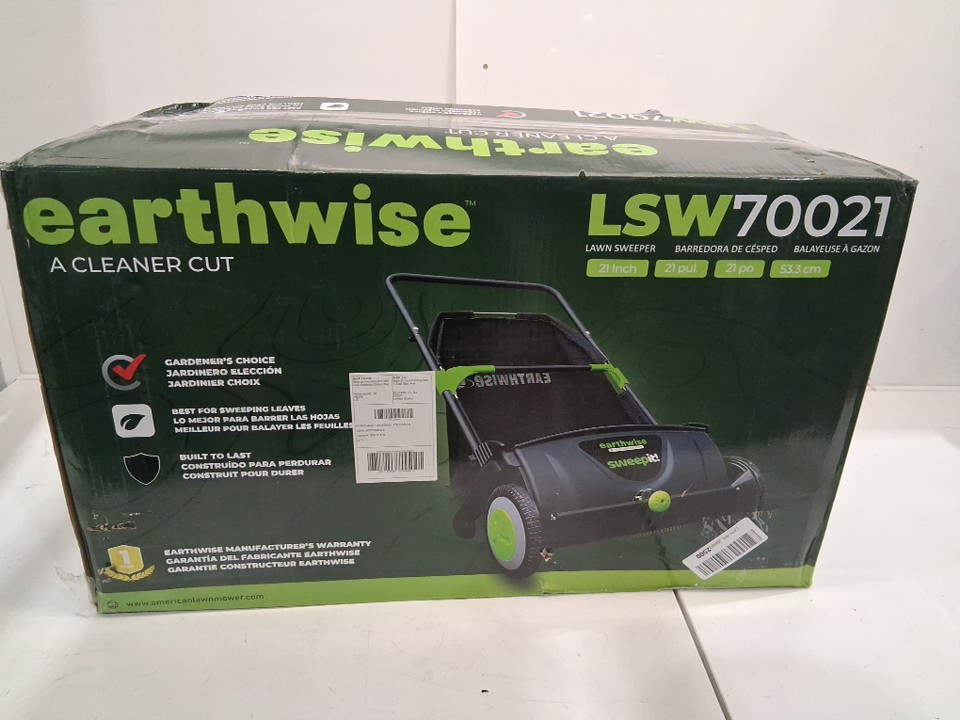 LSW70021
earthwise
A CLEANER CUT
earthwise
earthwise™
A CLEANER CUT
LSW70021
LAWN SWEEPER BARREDORA DE CÉSPED BALAYEUSE À GAZON
21 Inch 21 pul. 21 po 53.3 cm
GARDENER'S CHOICE
JARDINERO ELECCIÓN
JARDINIER CHOIX
BEST FOR SWEEPING LEAVES
LO MEJOR PARA BARRER LAS HOJAS
MEILLEUR POUR BALAYER LES FEUILLES
BUILT TO LAST
CONSTRUÍDO PARA PERDURAR
CONSTRUIT POUR DURER
EARTHWISE
EARTHWISE
earthwise
sweepit!
1
EARTHWISE MANUFACTURER'S WARRANTY
GARANTÍA DEL FABRICANTE EARTHWISE
GARANTIE CONSTRUCTEUR EARTHWISE
www.americanlawnmower.com